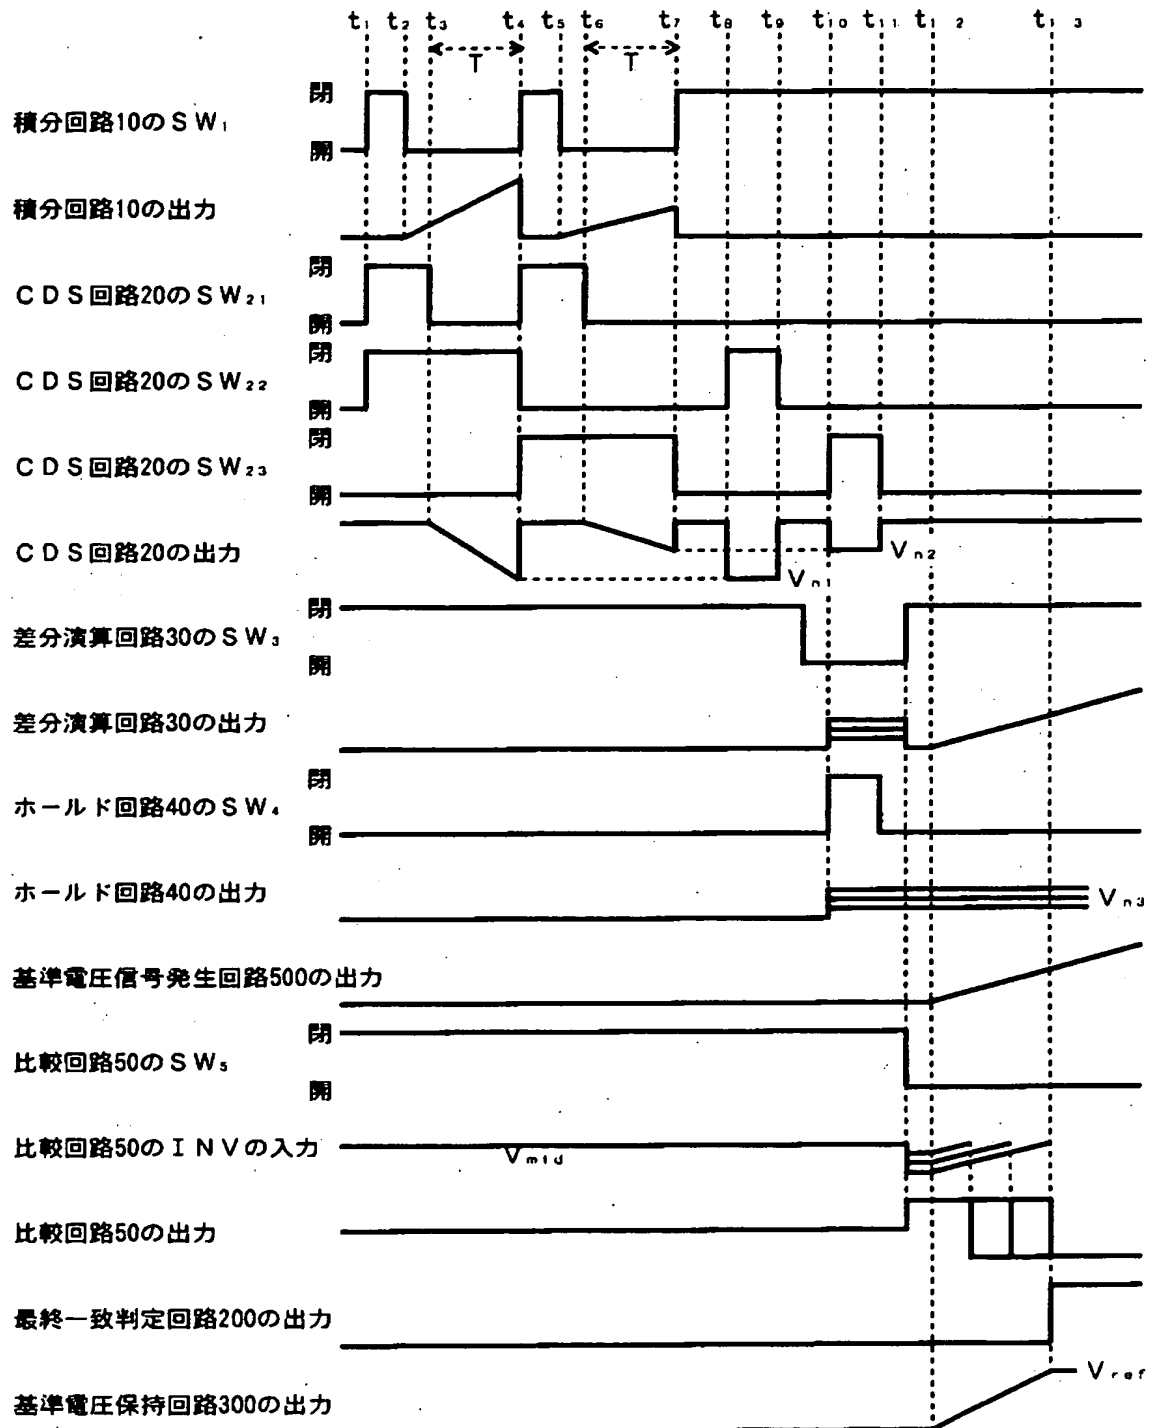 t₁ t₂ t₃ t₄ t₅ t₆ t₇ t₈ t₉ t₁₀ t₁₁ t₁₂ t₁₃
T T
閉
積分回路10のSW₁
開
積分回路10の出力
閉
CDS回路20のSW₂₁
開
閉
CDS回路20のSW₂₂
開
閉
CDS回路20のSW₂₃
開
CDS回路20の出力
Vn2
Vn1
閉
差分演算回路30のSW₃
開
差分演算回路30の出力
閉
ホールド回路40のSW₄
開
ホールド回路40の出力
Vn3
基準電圧信号発生回路500の出力
閉
比較回路50のSW₅
開
比較回路50のINVの入力
Vmid
比較回路50の出力
最終一致判定回路200の出力
Vref
基準電圧保持回路300の出力